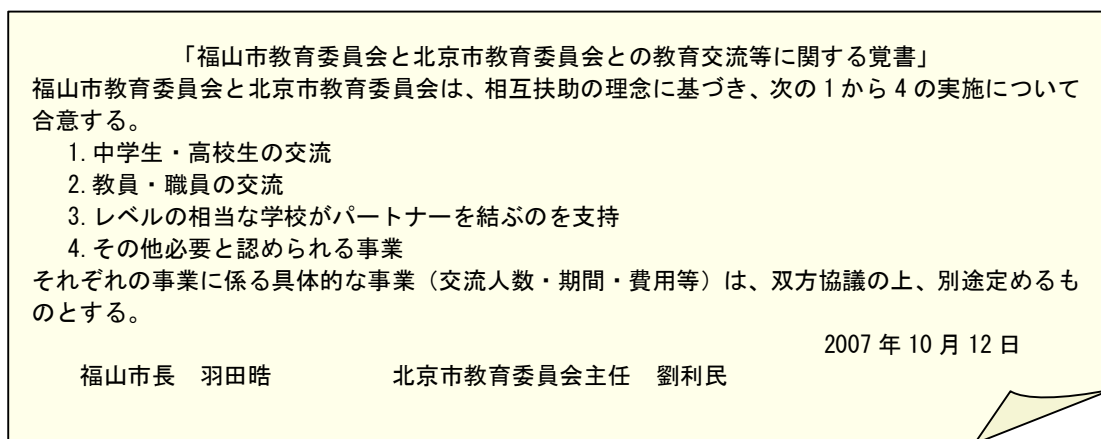 「福山市教育委員会と北京市教育委員会との教育交流等に関する覚書」
福山市教育委員会と北京市教育委員会は、相互扶助の理念に基づき、次の1から4の実施について
合意する。
1.中学生・高校生の交流
2.教員・職員の交流
3.レベルの相当な学校がパートナーを結ぶのを支持
4.その他必要と認められる事業
それぞれの事業に係る具体的な事業（交流人数・期間・費用等）は、双方協議の上、別途定めるも
のとする。
2007年10月12日
福山市長　羽田皓　　　　　北京市教育委員会主任　劉利民